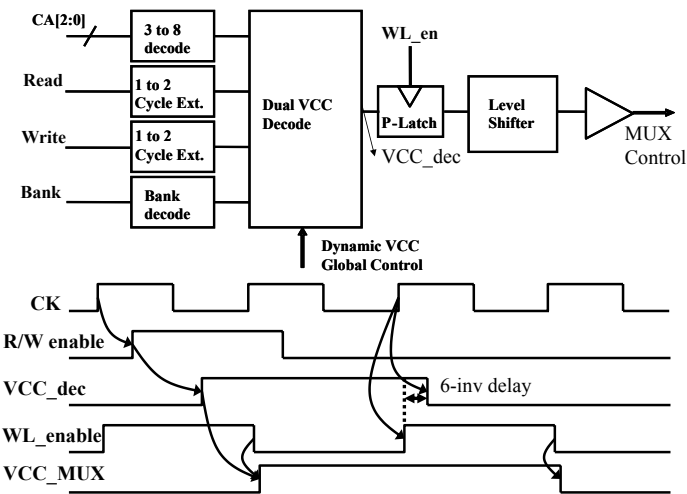 CA[2:0]
3 to 8
decode
WL_en
Read
1 to 2
Cycle Ext.
Dual VCC
Decode
P-Latch
Level
Shifter
MUX
Control
Write
1 to 2
Cycle Ext.
VCC_dec
Bank
Bank
decode
Dynamic VCC
Global Control
CK
R/W enable
VCC_dec
6-inv delay
WL_enable
VCC_MUX